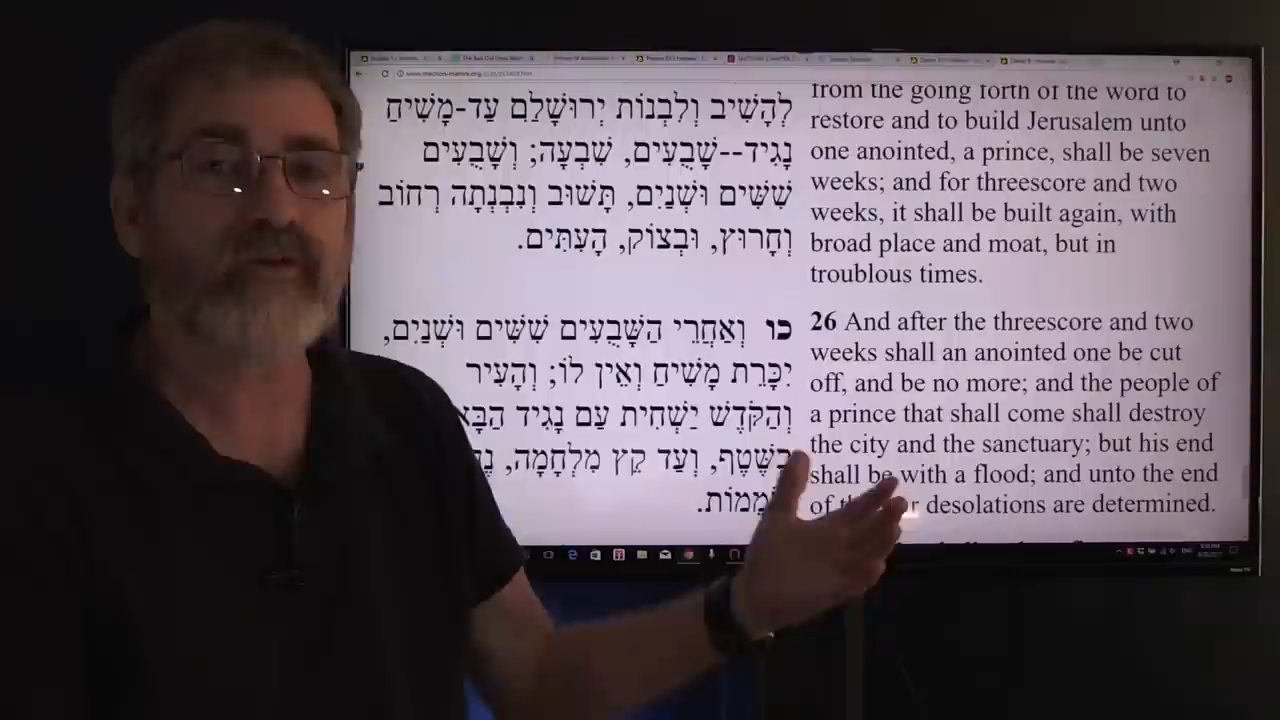 www.mechon-mamre.org
לְהָשִׁיב וְלִבְנוֹת יְרוּשָׁלִַם עַד-מָשִׁיחַ
נָגִיד--שָׁבֻעִים, שִׁבְעָה; וְשָׁבֻעִים
שִׁשִּׁים וּשְׁנַיִם, תָּשׁוּב וְנִבְנְתָה רְחוֹב
וְחָרוּץ, וּבְצוֹק, הָעִתִּים.
כו וְאַחֲרֵי הַשָּׁבֻעִים שִׁשִּׁים וּשְׁנַיִם,
יִכָּרֵת מָשִׁיחַ וְאֵין לוֹ; וְהָעִיר
וְהַקֹּדֶשׁ יַשְׁחִית עַם נָגִיד
בַשֶּׁטֶף, וְעַד קֵץ מִלְחָמָה,
from the going forth of the word to
restore and to build Jerusalem unto
one anointed, a prince, shall be seven
weeks; and for threescore and two
weeks, it shall be built again, with
broad place and moat, but in
troublous times.
26 And after the threescore and two
weeks shall an anointed one be cut
off, and be no more; and the people of
a prince that shall come shall destroy
the city and the sanctuary; but his end
shall be with a flood; and unto the end
of desolations are determined.